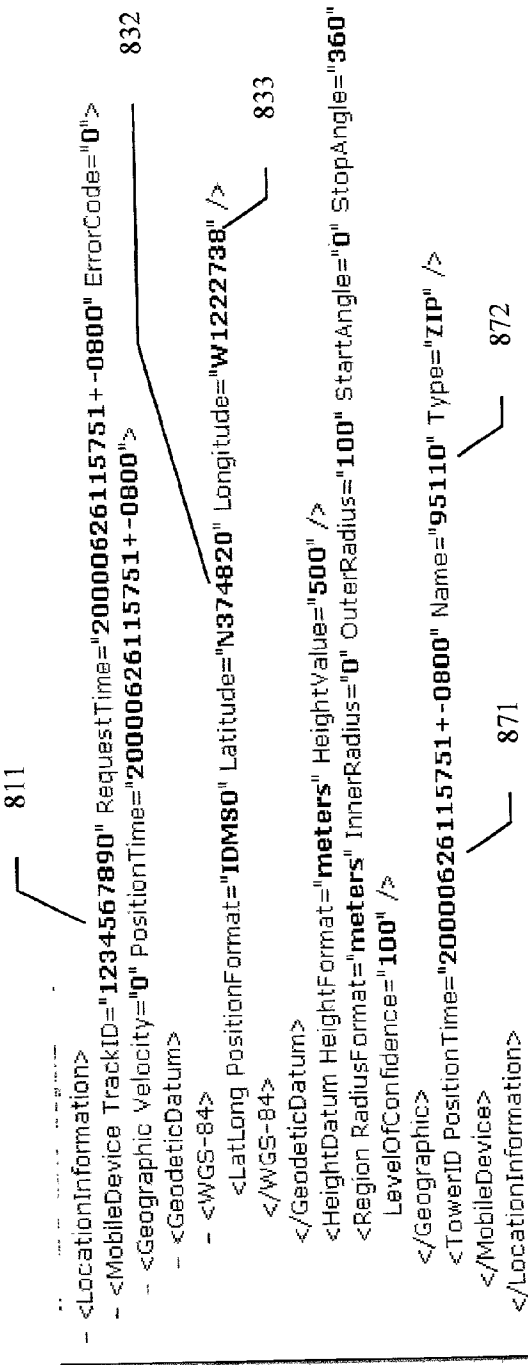 811
- <LocationInformation>
- <MobileDevice TrackID="1234567890" RequestTime="20000626115751+-0800" ErrorCode="0">
- <Geographic Velocity="0" PositionTime="20000626115751+-0800">
- <GeodeticDatum>
- <WGS-84>
<LatLong PositionFormat="IDMS0" Latitude="N374820" Longitude="W1222738" />
</WGS-84>
</GeodeticDatum>
<HeightDatum HeightFormat="meters" HeightValue="500" />
<Region RadiusFormat="meters" InnerRadius="0" OuterRadius="100" StartAngle="0" StopAngle="360"
LevelOfConfidence="100" />
</Geographic>
<TowerID PositionTime="20000626115751+-0800" Name="95110" Type="ZIP" />
</MobileDevice>
</LocationInformation>
832
833
871
872